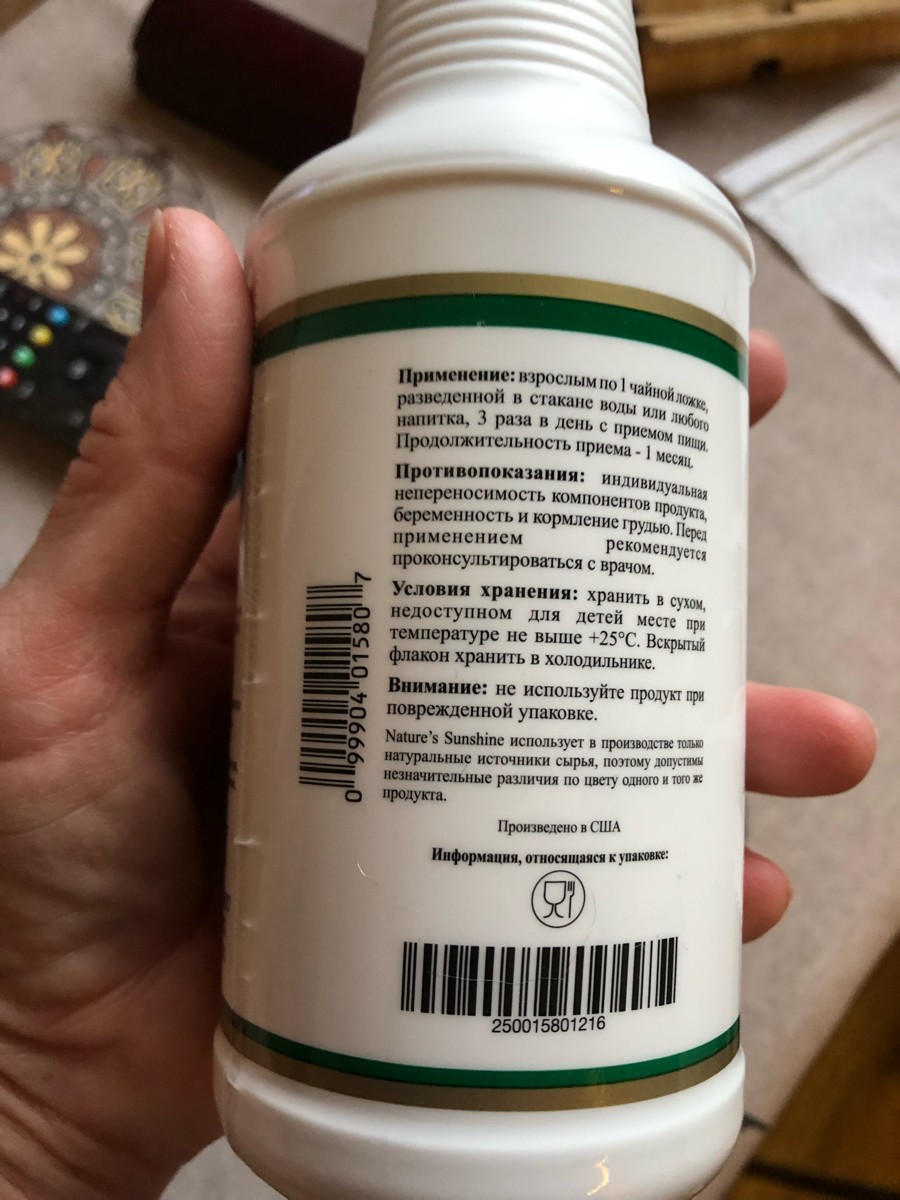 Применение: взрослым по 1 чайной ложке,
разведенной в стакане воды или любого
напитка, 3 раза в день с приемом пищи.
Продолжительность приема - 1 месяц.
Противопоказания: индивидуальная
непереносимость компонентов продукта,
беременность и кормление грудью. Перед
применением рекомендуется
проконсультироваться с врачом.
Условия хранения: хранить в сухом,
недоступном для детей месте при
температуре не выше +25°C. Вскрытый
флакон хранить в холодильнике.
Внимание: не используйте продукт при
поврежденной упаковке.
Nature's Sunshine использует в производстве только
натуральные источники сырья, поэтому допустимы
незначительные различия по цвету одного и того же
продукта.
Произведено в США
Информация, относящаяся к упаковке:
250015801216
0 99904 01580 7